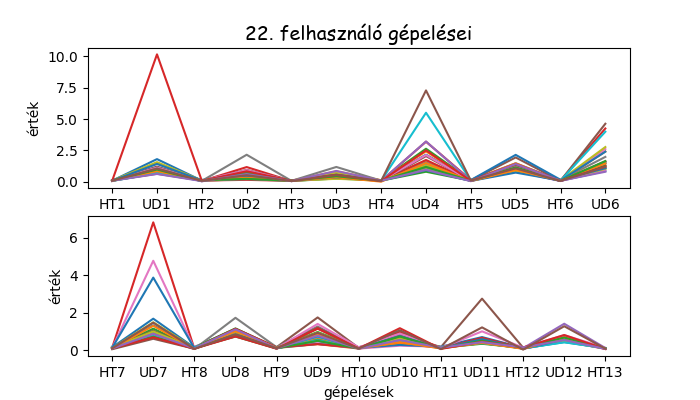 22. felhasználó gépelései
10.0
7.5
5.0
2.5
0.0
érték
HT1 UD1 HT2 UD2 HT3 UD3 HT4 UD4 HT5 UD5 HT6 UD6
6
4
2
0
érték
HT7 UD7 HT8 UD8 HT9 UD9 HT10 UD10 HT11 UD11 HT12 UD12 HT13
gépelések